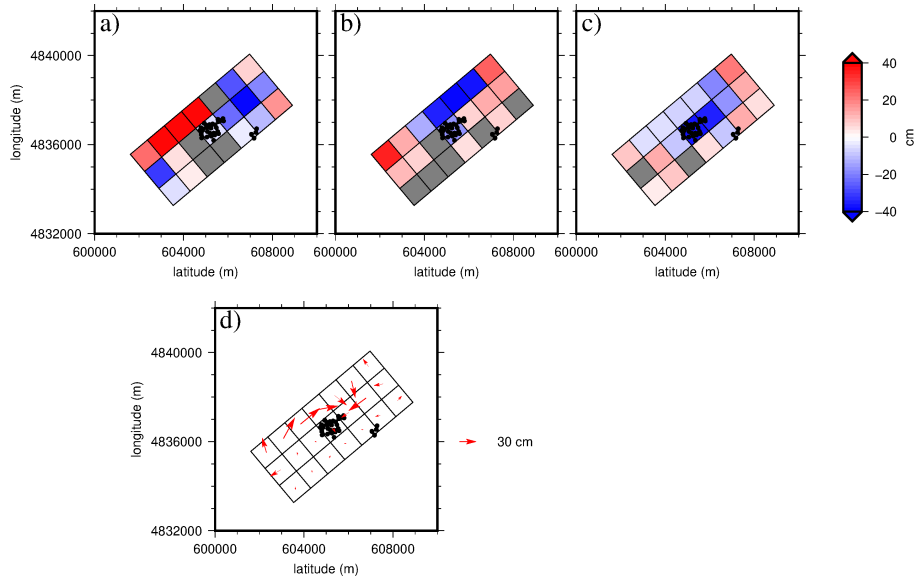 a) b) c)
4840000
4836000
4832000
longitude (m)
600000 604000 608000 600000 604000 608000 600000 604000 608000
latitude (m) latitude (m) latitude (m)
40
20
0
−20
−40
cm
d)
4840000
4836000
4832000
longitude (m)
30 cm
600000 604000 608000
latitude (m)